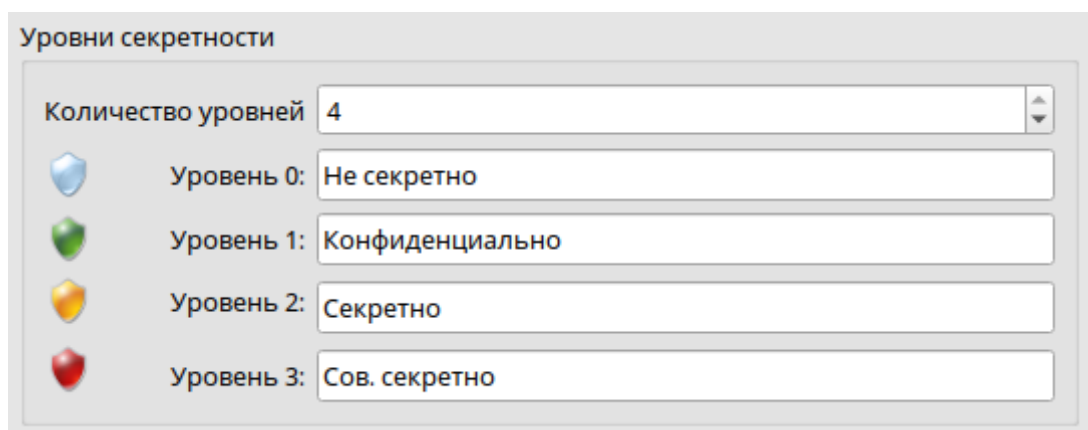 Уровни секретности
Количество уровней 4
Уровень 0: Не секретно
Уровень 1: Конфиденциально
Уровень 2: Секретно
Уровень 3: Сов. секретно